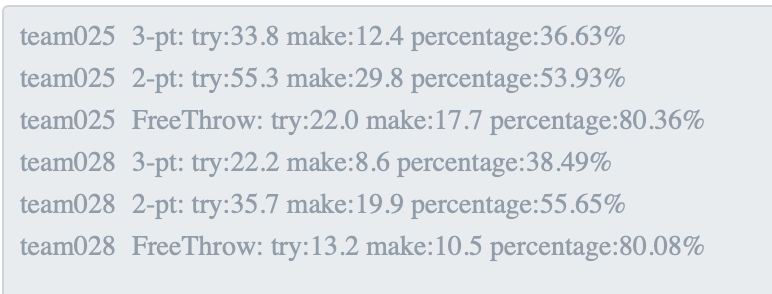 team025 3-pt: try:33.8 make:12.4 percentage:36.63%
team025 2-pt: try:55.3 make:29.8 percentage:53.93%
team025 FreeThrow: try:22.0 make:17.7 percentage:80.36%
team028 3-pt: try:22.2 make:8.6 percentage:38.49%
team028 2-pt: try:35.7 make:19.9 percentage:55.65%
team028 FreeThrow: try:13.2 make:10.5 percentage:80.08%